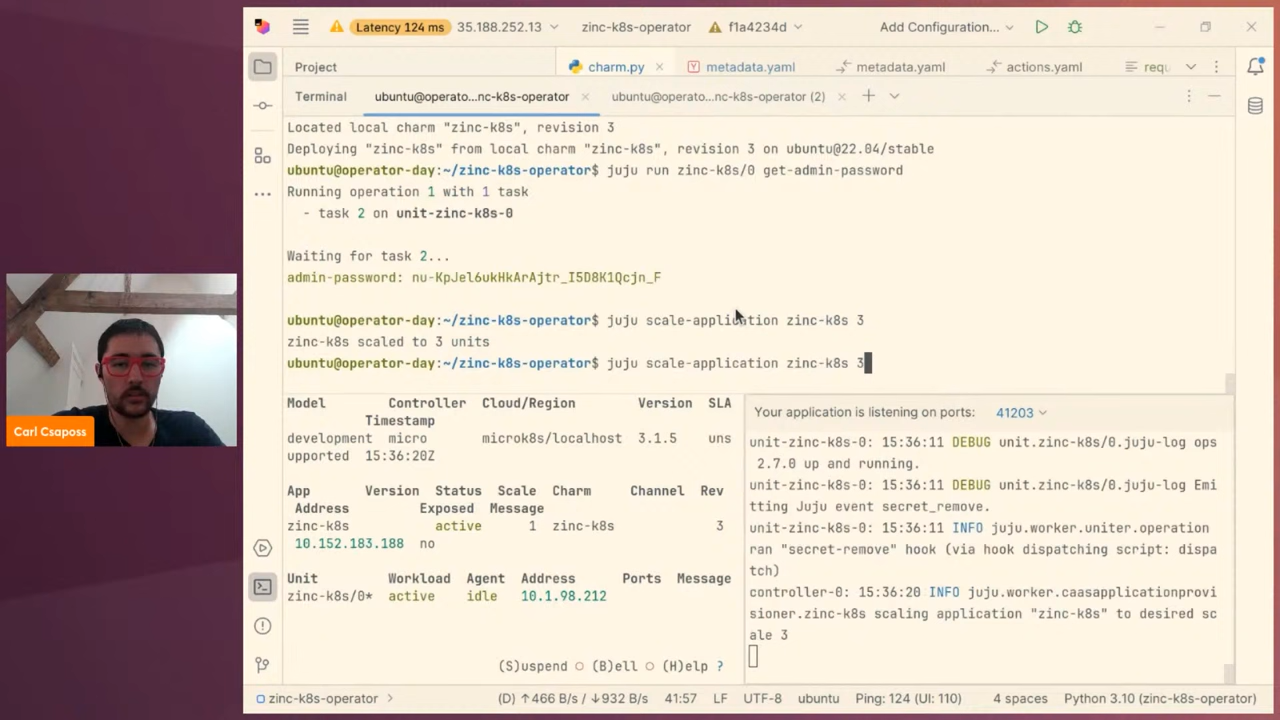 Latency 124 ms 35.188.252.13 zinc-k8s-operator f1a4234d Add Configuration...
Project charm.py metadata.yaml metadata.yaml actions.yaml requ
Terminal ubuntu@operato...nc-k8s-operator ubuntu@operato...nc-k8s-operator (2)
Located local charm "zinc-k8s", revision 3
Deploying "zinc-k8s" from local charm "zinc-k8s", revision 3 on ubuntu@22.04/stable
ubuntu@operator-day:~/zinc-k8s-operator$ juju run zinc-k8s/0 get-admin-password
Running operation 1 with 1 task
- task 2 on unit-zinc-k8s-0
Waiting for task 2...
admin-password: nu-KpJel6ukHkArAjtr_I5D8K1Qcjn_F
ubuntu@operator-day:~/zinc-k8s-operator$ juju scale-application zinc-k8s 3
zinc-k8s scaled to 3 units
ubuntu@operator-day:~/zinc-k8s-operator$ juju scale-application zinc-k8s 3
Model Controller Cloud/Region Version SLA
Timestamp
development micro microk8s/localhost 3.1.5 uns
upported 15:36:20Z
App Version Status Scale Charm Channel Rev
Address Exposed Message
zinc-k8s active 1 zinc-k8s 3
10.152.183.188 no
Unit Workload Agent Address Ports Message
zinc-k8s/0* active idle 10.1.98.212
(S)uspend (B)ell (H)elp ?
Your application is listening on ports: 41203
unit-zinc-k8s-0: 15:36:11 DEBUG unit.zinc-k8s/0.juju-log ops
2.7.0 up and running.
unit-zinc-k8s-0: 15:36:11 DEBUG unit.zinc-k8s/0.juju-log Emi
tting Juju event secret_remove.
unit-zinc-k8s-0: 15:36:11 INFO juju.worker.uniter.operation
ran "secret-remove" hook (via hook dispatching script: dispa
tch)
controller-0: 15:36:20 INFO juju.worker.caasapplicationprovi
sioner.zinc-k8s scaling application "zinc-k8s" to desired sc
ale 3
Carl Csaposs
zinc-k8s-operator (D) ↑466 B/s / ↓932 B/s 41:57 LF UTF-8 ubuntu Ping: 124 (UI: 110) 4 spaces Python 3.10 (zinc-k8s-operator)